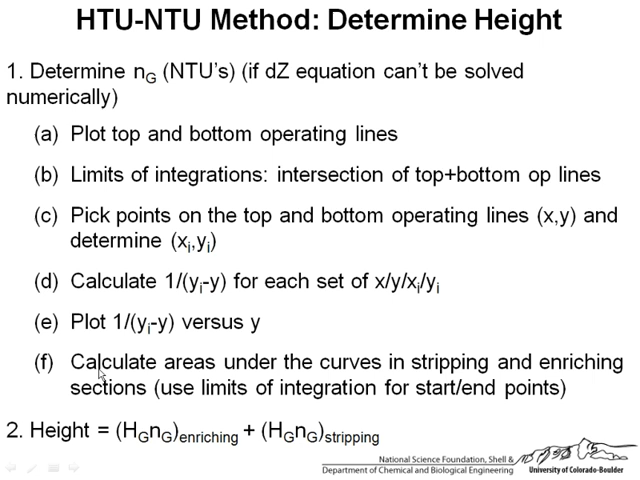 HTU-NTU Method: Determine Height
1. Determine nG (NTU's) (if dZ equation can't be solved
numerically)
(a) Plot top and bottom operating lines
(b) Limits of integrations: intersection of top+bottom op lines
(c) Pick points on the top and bottom operating lines (x,y) and
determine (xi,yi)
(d) Calculate 1/(yi-y) for each set of x/y/xi/yi
(e) Plot 1/(yi-y) versus y
(f) Calculate areas under the curves in stripping and enriching
sections (use limits of integration for start/end points)
2. Height = (HGnG)enriching + (HGnG)stripping
National Science Foundation, Shell &
Department of Chemical and Biological Engineering
University of Colorado-Boulder